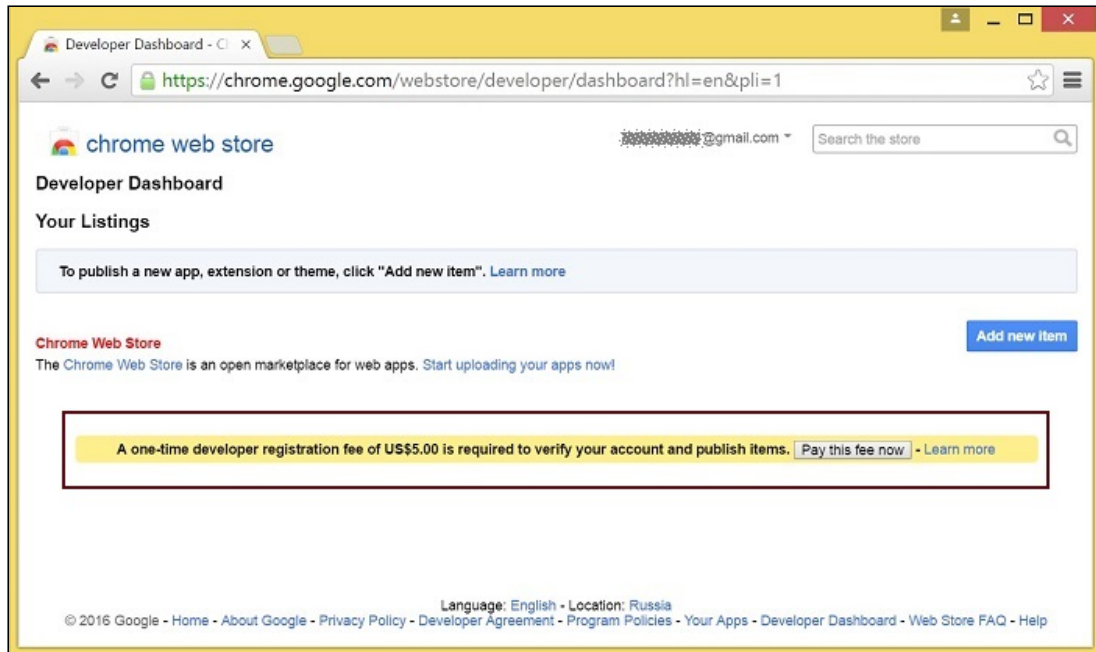 Developer Dashboard - C
https://chrome.google.com/webstore/developer/dashboard?hl=en&pli=1
chrome web store
@gmail.com
Search the store
Developer Dashboard
Your Listings
To publish a new app, extension or theme, click "Add new item". Learn more
Add new item
Chrome Web Store
The Chrome Web Store is an open marketplace for web apps. Start uploading your apps now!
A one-time developer registration fee of US$5.00 is required to verify your account and publish items. Pay this fee now - Learn more
Language: English - Location: Russia
© 2016 Google - Home - About Google - Privacy Policy - Developer Agreement - Program Policies - Your Apps - Developer Dashboard - Web Store FAQ - Help